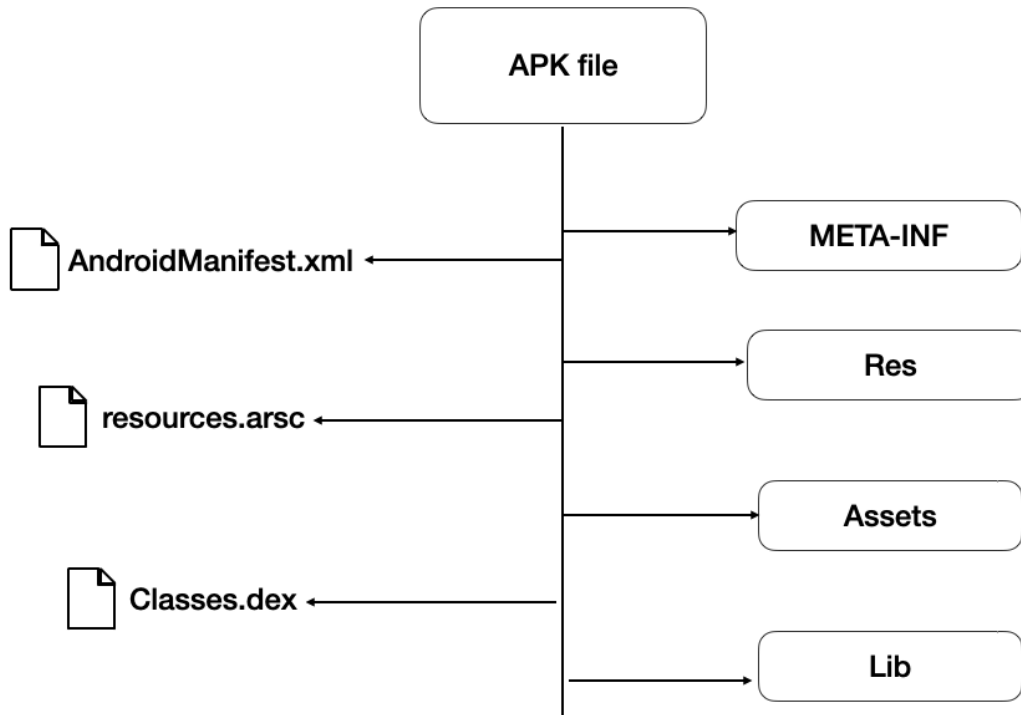 APK file
META-INF
AndroidManifest.xml
Res
resources.arsc
Assets
Classes.dex
Lib